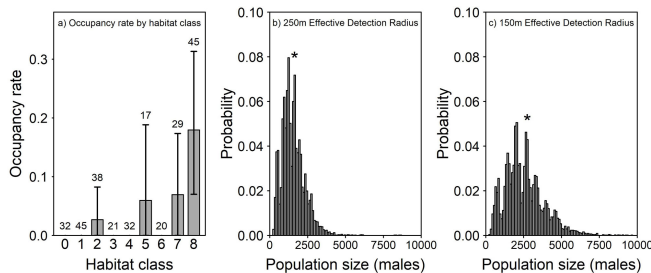 a) Occupancy rate by habitat class
Occupancy rate
0.3
0.2
0.1
0.0
32
45
38
21
32
17
20
29
45
0 1 2 3 4 5 6 7 8
Habitat class
b) 250m Effective Detection Radius
*
Probability
0.10
0.08
0.06
0.04
0.02
0.00
0 2500 5000 7500 10000
Population size (males)
c) 150m Effective Detection Radius
*
Probability
0.10
0.08
0.06
0.04
0.02
0.00
0 2500 5000 7500 10000
Population size (males)